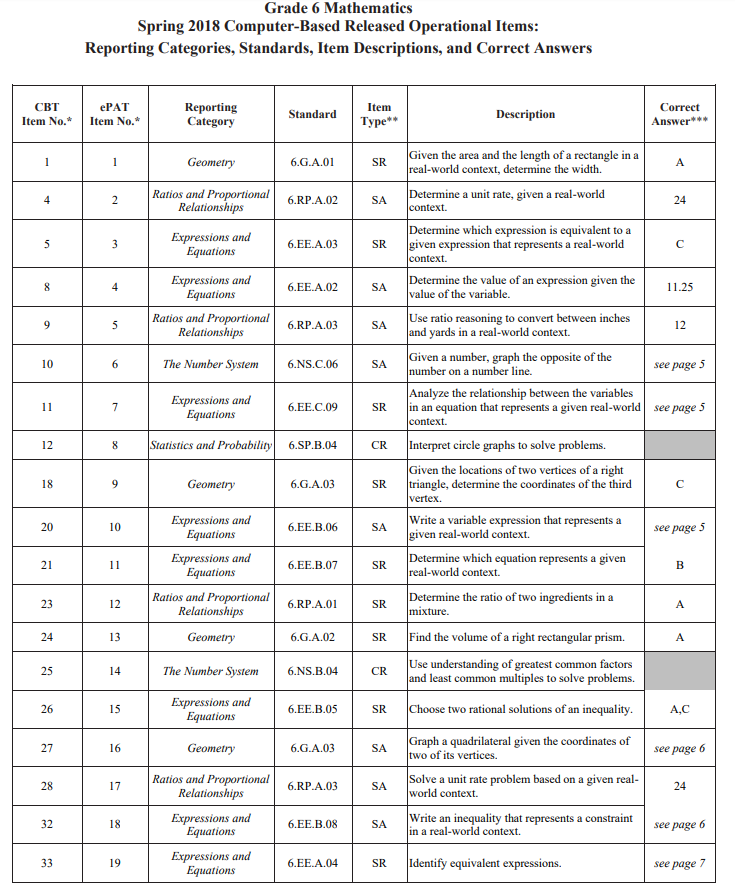 Grade 6 Mathematics
Spring 2018 Computer-Based Released Operational Items:
Reporting Categories, Standards, Item Descriptions, and Correct Answers
CBT Item No.* ePAT Item No.* Reporting Category Standard Item Type** Description Correct Answer***
1 1 Geometry 6.G.A.01 SR Given the area and the length of a rectangle in a real-world context, determine the width. A
4 2 Ratios and Proportional Relationships 6.RP.A.02 SA Determine a unit rate, given a real-world context. 24
5 3 Expressions and Equations 6.EE.A.03 SR Determine which expression is equivalent to a given expression that represents a real-world context. C
8 4 Expressions and Equations 6.EE.A.02 SA Determine the value of an expression given the value of the variable. 11.25
9 5 Ratios and Proportional Relationships 6.RP.A.03 SA Use ratio reasoning to convert between inches and yards in a real-world context. 12
10 6 The Number System 6.NS.C.06 SA Given a number, graph the opposite of the number on a number line. see page 5
11 7 Expressions and Equations 6.EE.C.09 SR Analyze the relationship between the variables in an equation that represents a given real-world context. see page 5
12 8 Statistics and Probability 6.SP.B.04 CR Interpret circle graphs to solve problems.
18 9 Geometry 6.G.A.03 SR Given the locations of two vertices of a right triangle, determine the coordinates of the third vertex. C
20 10 Expressions and Equations 6.EE.B.06 SA Write a variable expression that represents a given real-world context. see page 5
21 11 Expressions and Equations 6.EE.B.07 SR Determine which equation represents a given real-world context. B
23 12 Ratios and Proportional Relationships 6.RP.A.01 SR Determine the ratio of two ingredients in a mixture. A
24 13 Geometry 6.G.A.02 SR Find the volume of a right rectangular prism. A
25 14 The Number System 6.NS.B.04 CR Use understanding of greatest common factors and least common multiples to solve problems.
26 15 Expressions and Equations 6.EE.B.05 SR Choose two rational solutions of an inequality. A,C
27 16 Geometry 6.G.A.03 SA Graph a quadrilateral given the coordinates of two of its vertices. see page 6
28 17 Ratios and Proportional Relationships 6.RP.A.03 SA Solve a unit rate problem based on a given real-world context. 24
32 18 Expressions and Equations 6.EE.B.08 SA Write an inequality that represents a constraint in a real-world context. see page 6
33 19 Expressions and Equations 6.EE.A.04 SR Identify equivalent expressions. see page 7